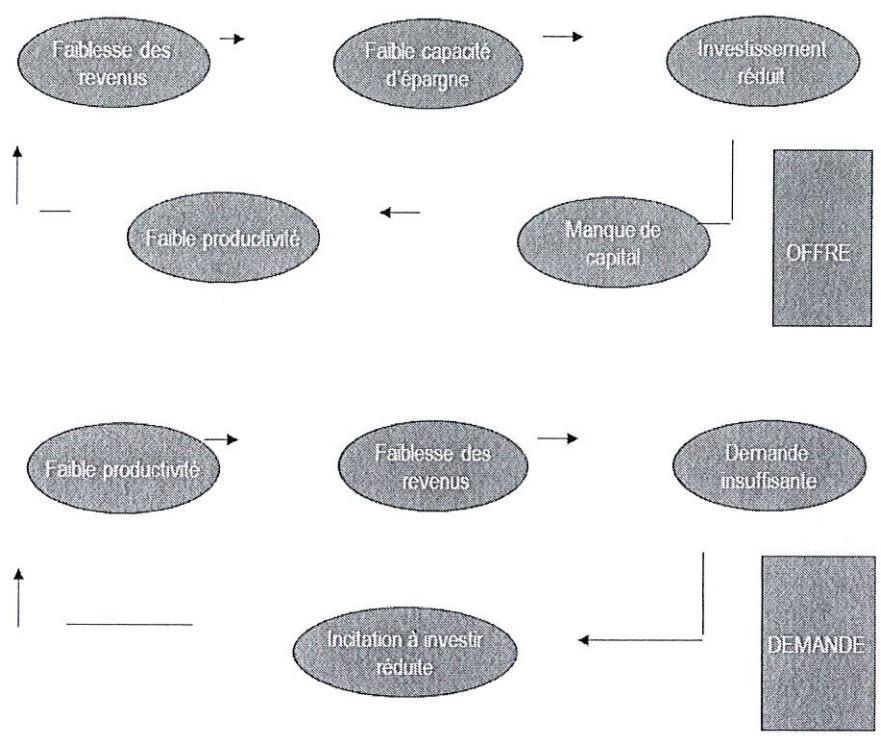 Faiblesse des
revenus
Faible capacité
d'épargne
Investissement
réduit
Faible productivité
Manque de
capital
OFFRE
Faible productivité
Faiblesse des
revenus
Demande
insuffisante
Incitation à investir
réduite
DEMANDE